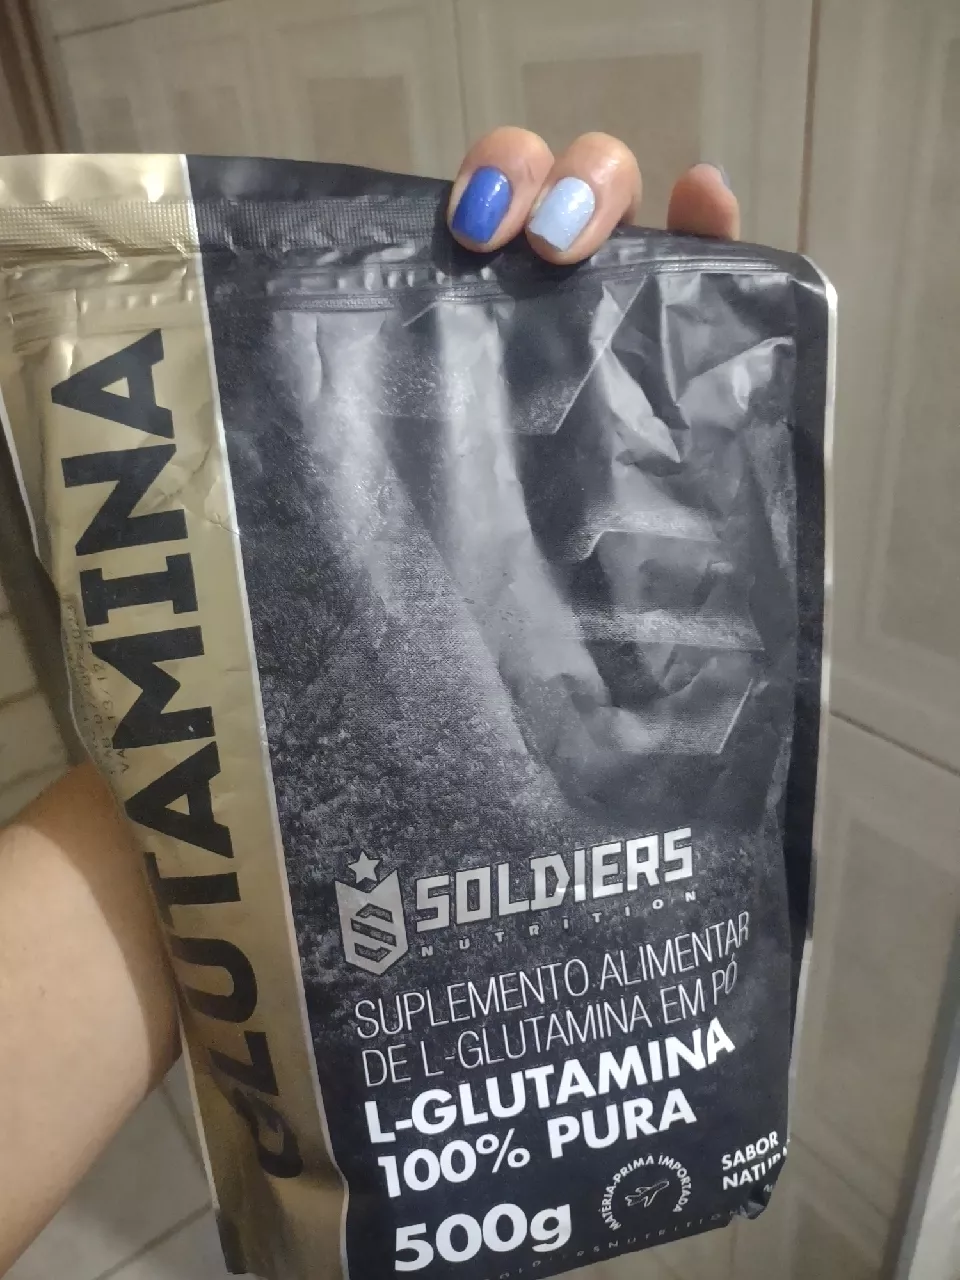 GLUTAMINA
SOLDIERS
NUTRITION
SUPLEMENTO ALIMENTAR
DE L-GLUTAMINA EM PÓ
L-GLUTAMINA
100% PURA
500g
MATÉRIA-PRIMA IMPORTADA
SABOR